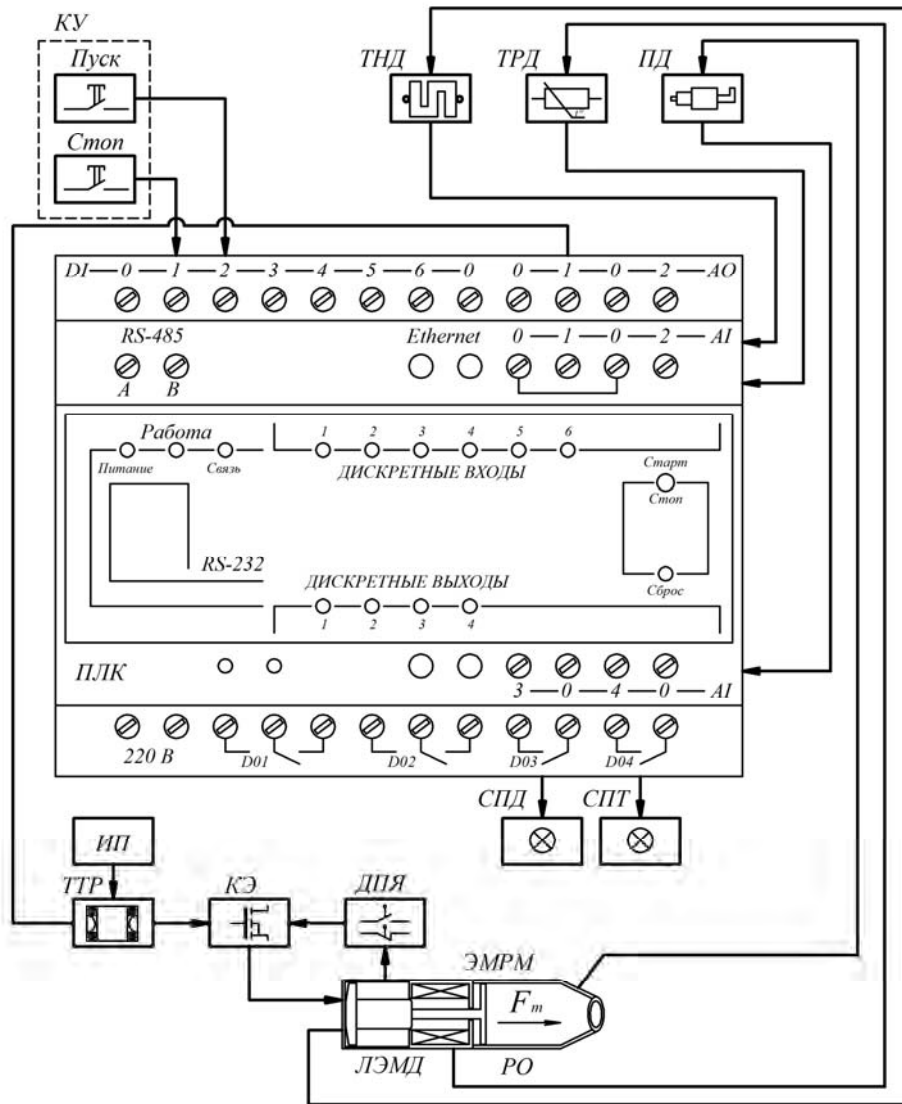 КУ
Пуск
Стоп
ТНД ТРД ПД
t°
DI 0 1 2 3 4 5 6 0 0 1 0 2 AO
RS-485 Ethernet 0 1 0 2 AI
A B
Работа
Питание Связь
1 2 3 4 5 6
ДИСКРЕТНЫЕ ВХОДЫ
Старт
Стоп
RS-232
ДИСКРЕТНЫЕ ВЫХОДЫ
1 2 3 4
Сброс
ПЛК
3 0 4 0 AI
220 В D01 D02 D03 D04
СПД СПТ
ИП
ТТР КЭ ДПЯ
ЭМРМ
Fm
ЛЭМД РО